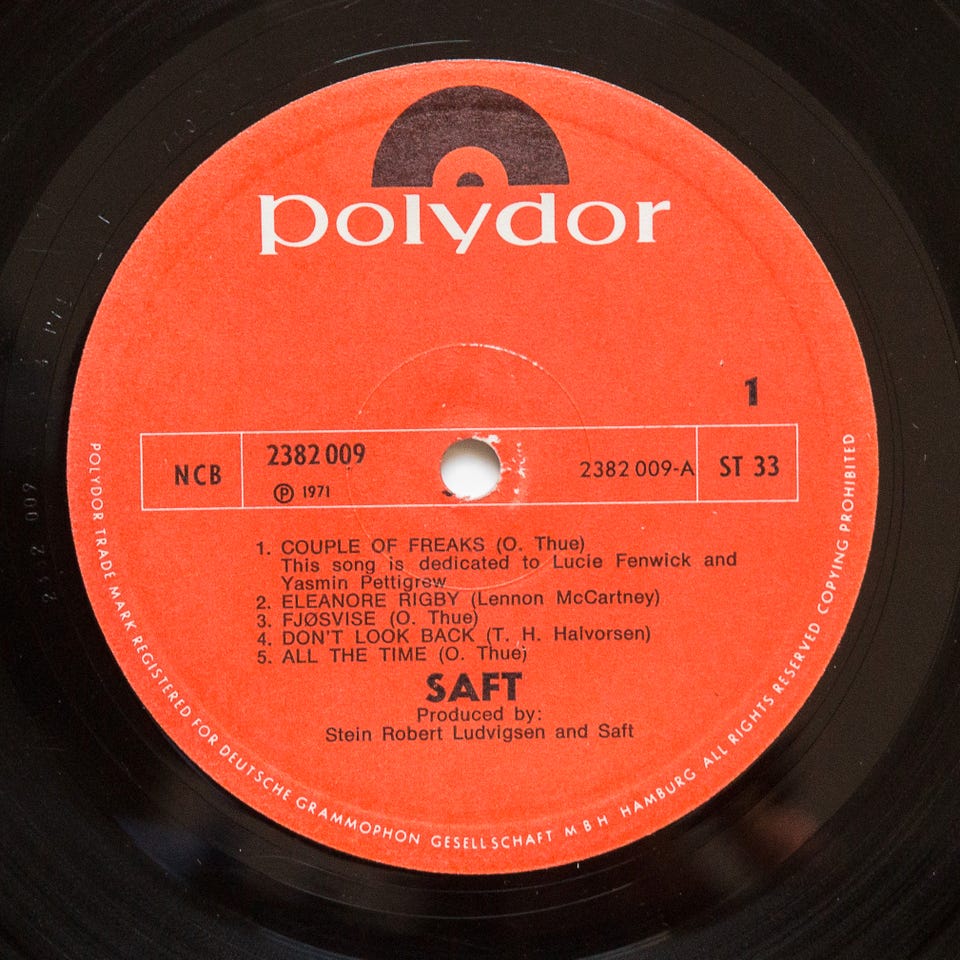 polydor
1
NCB
2382 009
℗ 1971
2382 009-A
ST 33
1. COUPLE OF FREAKS (O. Thue)
This song is dedicated to Lucie Fenwick and
Yasmin Pettigrew
2. ELEANORE RIGBY (Lennon McCartney)
3. FJØSVISE (O. Thue)
4. DON'T LOOK BACK (T. H. Halvorsen)
5. ALL THE TIME (O. Thue)
SAFT
Produced by:
Stein Robert Ludvigsen and Saft
POLYDOR TRADE MARK REGISTERED FOR DEUTSCHE GRAMMOPHON GESELLSCHAFT MBH HAMBURG ALL RIGHTS RESERVED COPYING PROHIBITED